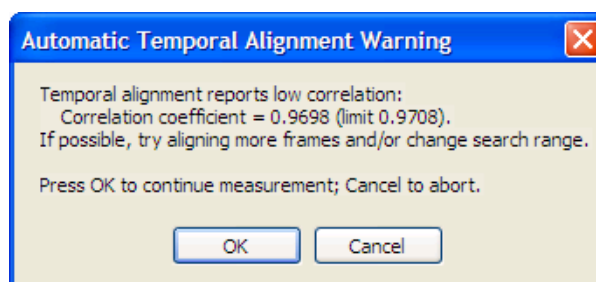 Automatic Temporal Alignment Warning
Temporal alignment reports low correlation:
Correlation coefficient = 0.9698 (limit 0.9708).
If possible, try aligning more frames and/or change search range.
Press OK to continue measurement; Cancel to abort.
OK
Cancel